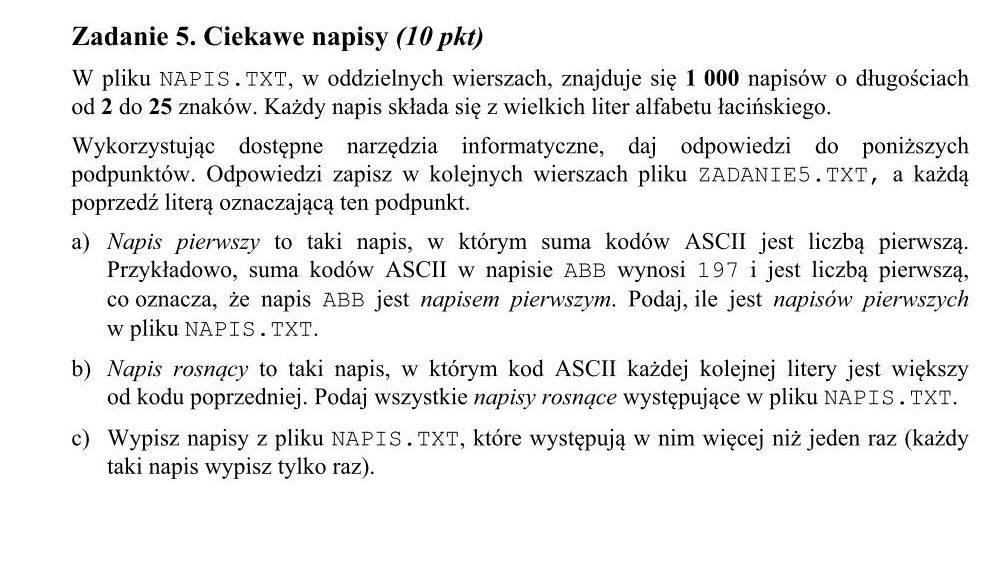 Zadanie 5. Ciekawe napisy (10 pkt)
W pliku NAPIS.TXT, w oddzielnych wierszach, znajduje się 1 000 napisów o długościach
od 2 do 25 znaków. Każdy napis składa się z wielkich liter alfabetu łacińskiego.
Wykorzystując dostępne narzędzia informatyczne, daj odpowiedzi do poniższych
podpunktów. Odpowiedzi zapisz w kolejnych wierszach pliku ZADANIE5.TXT, a każdą
poprzedź literą oznaczającą ten podpunkt.
a) Napis pierwszy to taki napis, w którym suma kodów ASCII jest liczbą pierwszą.
Przykładowo, suma kodów ASCII w napisie ABB wynosi 197 i jest liczbą pierwszą,
co oznacza, że napis ABB jest napisem pierwszym. Podaj, ile jest napisów pierwszych
w pliku NAPIS.TXT.
b) Napis rosnący to taki napis, w którym kod ASCII każdej kolejnej litery jest większy
od kodu poprzedniej. Podaj wszystkie napisy rosnące występujące w pliku NAPIS.TXT.
c) Wypisz napisy z pliku NAPIS.TXT, które występują w nim więcej niż jeden raz (każdy
taki napis wypisz tylko raz).